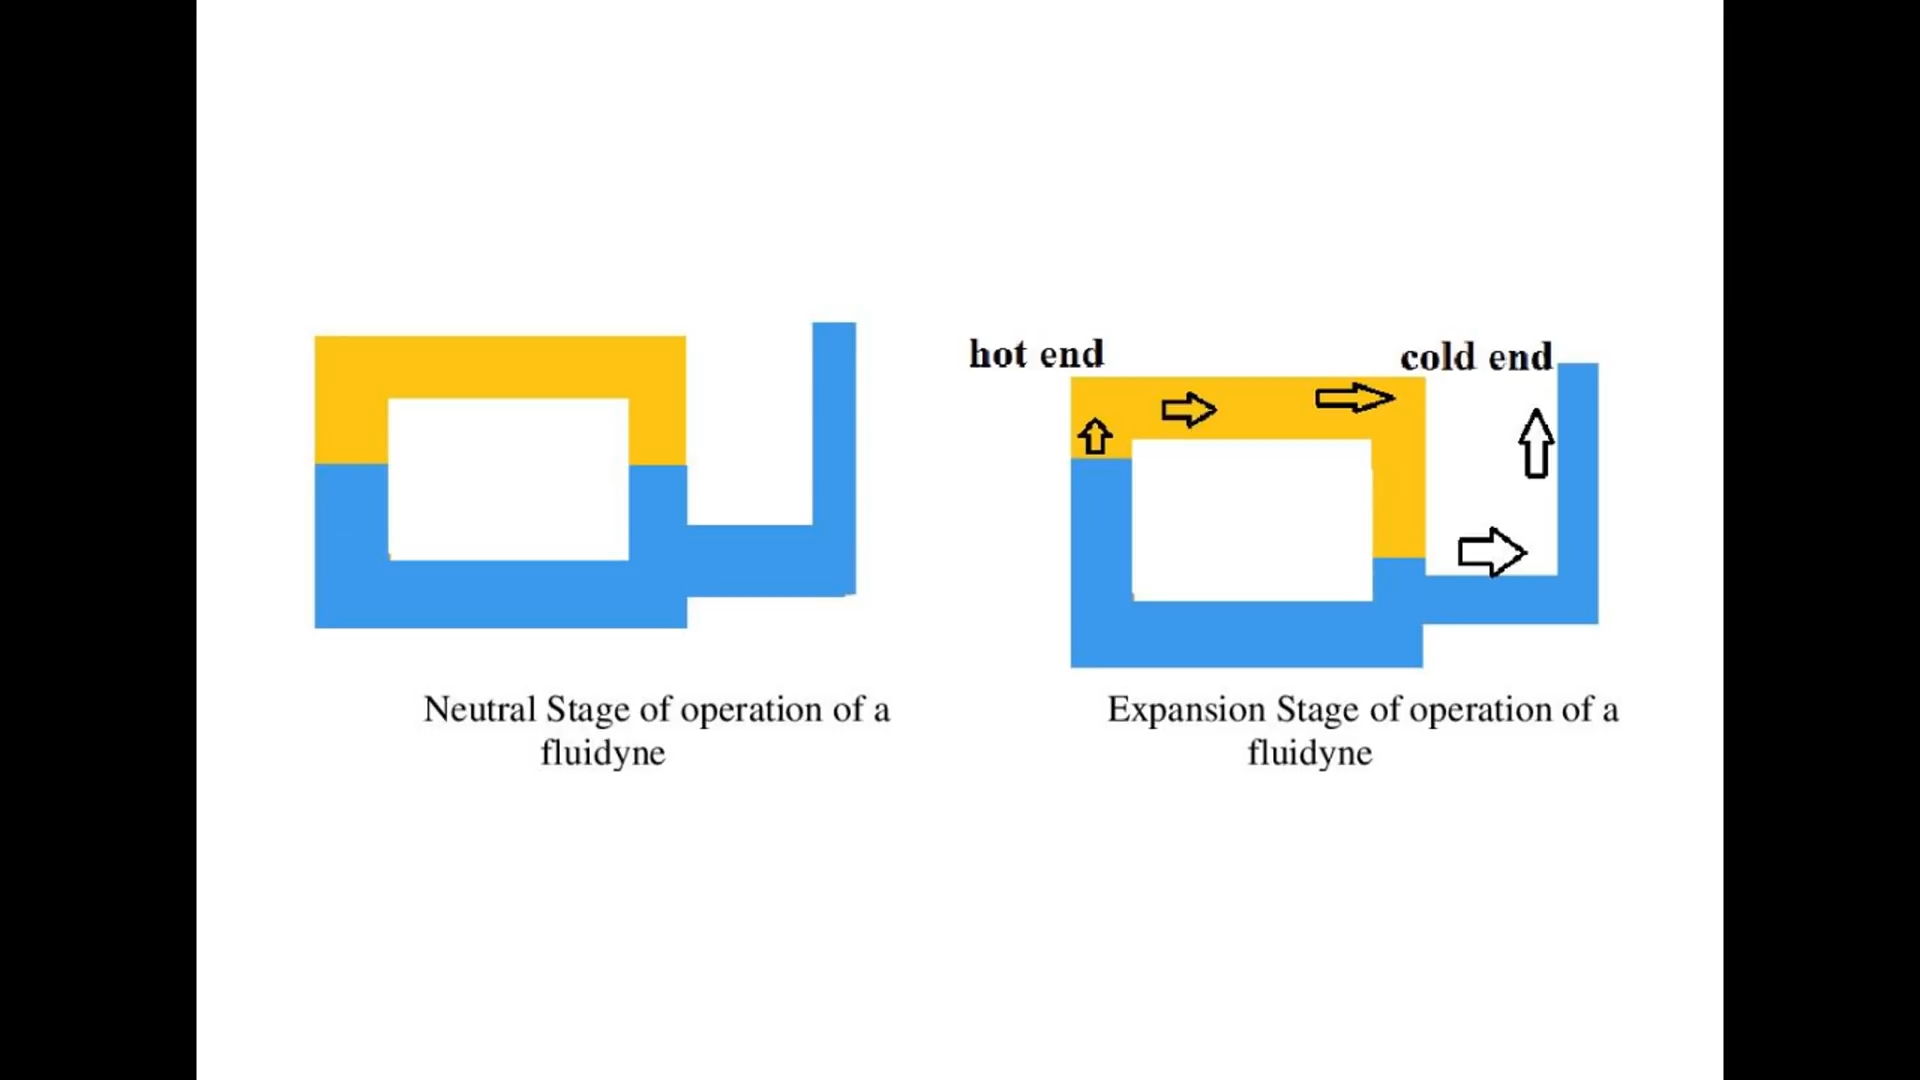 hot end
cold end
Neutral Stage of operation of a
fluidyne
Expansion Stage of operation of a
fluidyne